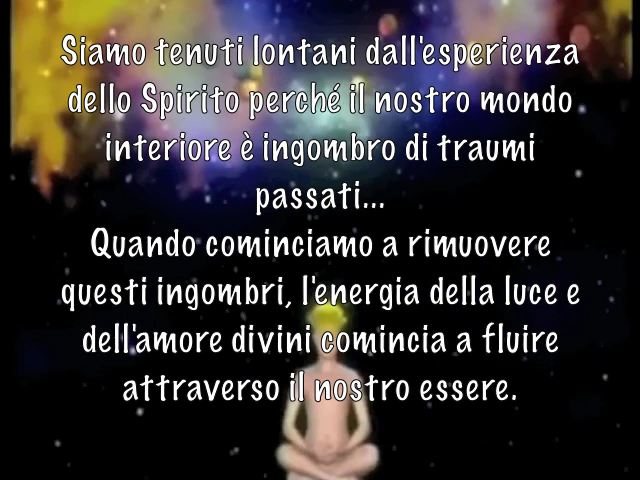 Siamo tenuti lontani dall'esperienza
dello Spirito perché il nostro mondo
interiore è ingombro di traumi
passati...
Quando cominciamo a rimuovere
questi ingombri, l'energia della luce e
dell'amore divini comincia a fluire
attraverso il nostro essere.